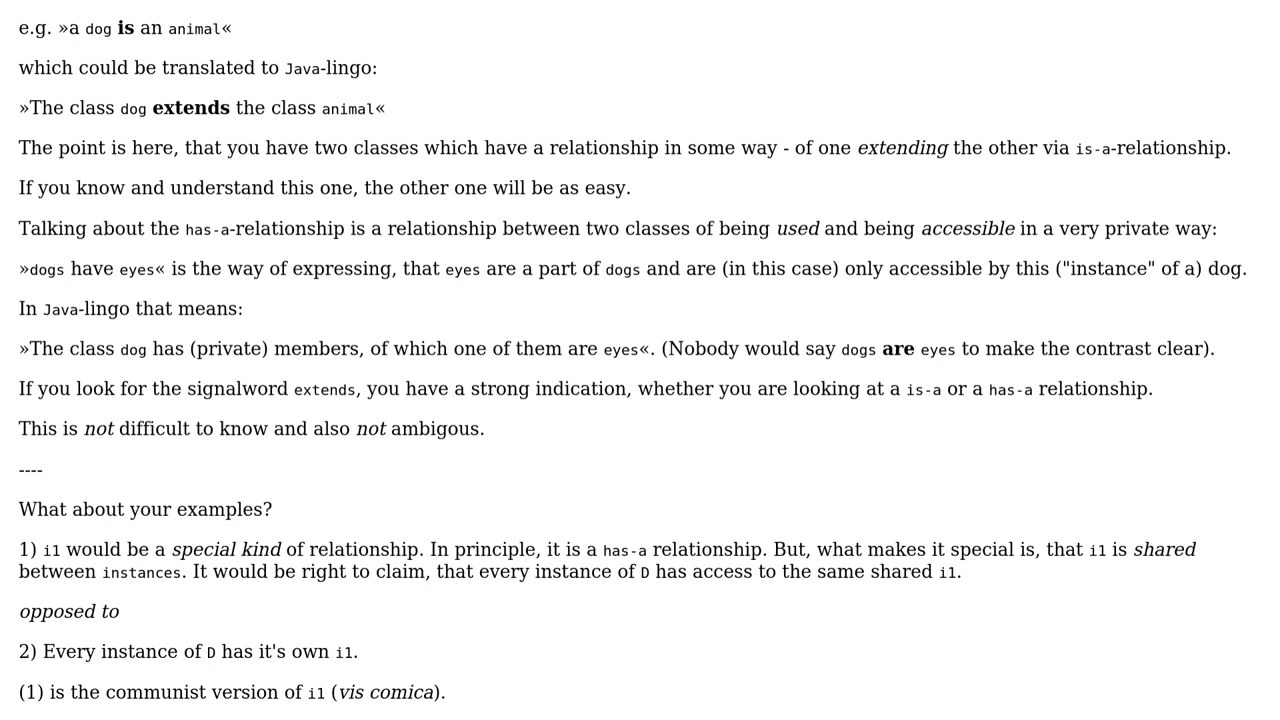 e.g. »a dog is an animal«
which could be translated to Java-lingo:
»The class dog extends the class animal«
The point is here, that you have two classes which have a relationship in some way - of one extending the other via is-a-relationship.
If you know and understand this one, the other one will be as easy.
Talking about the has-a-relationship is a relationship between two classes of being used and being accessible in a very private way:
»dogs have eyes« is the way of expressing, that eyes are a part of dogs and are (in this case) only accessible by this ("instance" of a) dog.
In Java-lingo that means:
»The class dog has (private) members, of which one of them are eyes«. (Nobody would say dogs are eyes to make the contrast clear).
If you look for the signalword extends, you have a strong indication, whether you are looking at a is-a or a has-a relationship.
This is not difficult to know and also not ambigous.
----
What about your examples?
1) i1 would be a special kind of relationship. In principle, it is a has-a relationship. But, what makes it special is, that i1 is shared
between instances. It would be right to claim, that every instance of D has access to the same shared i1.
opposed to
2) Every instance of D has it's own i1.
(1) is the communist version of i1 (vis comica).